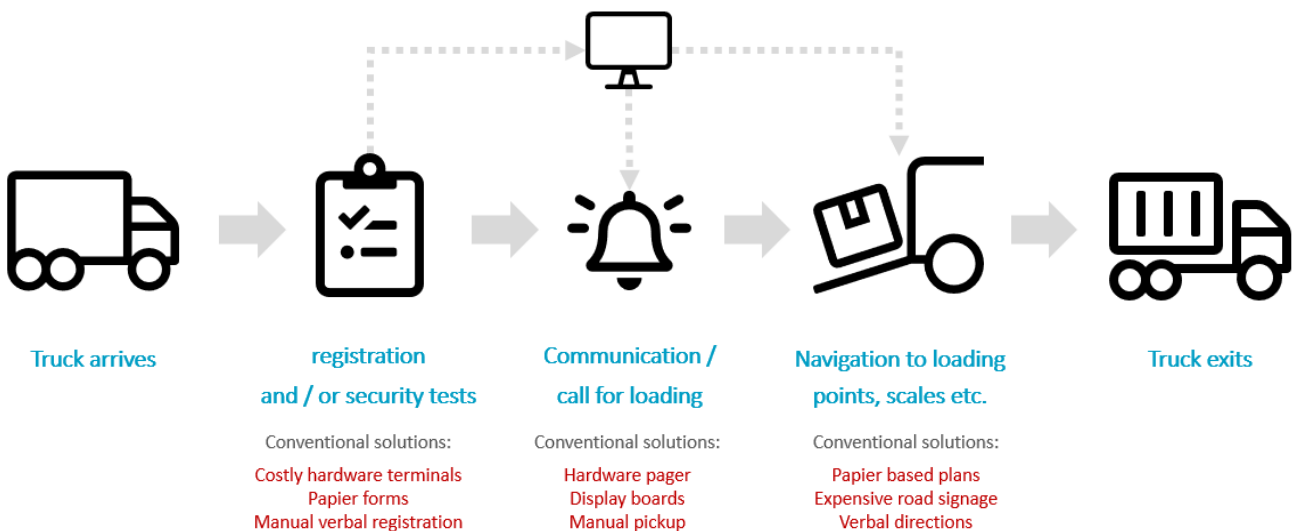 Truck arrives
registration
and / or security tests
Conventional solutions:
Costly hardware terminals
Papier forms
Manual verbal registration
Communication /
call for loading
Conventional solutions:
Hardware pager
Display boards
Manual pickup
Navigation to loading
points, scales etc.
Conventional solutions:
Papier based plans
Expensive road signage
Verbal directions
Truck exits